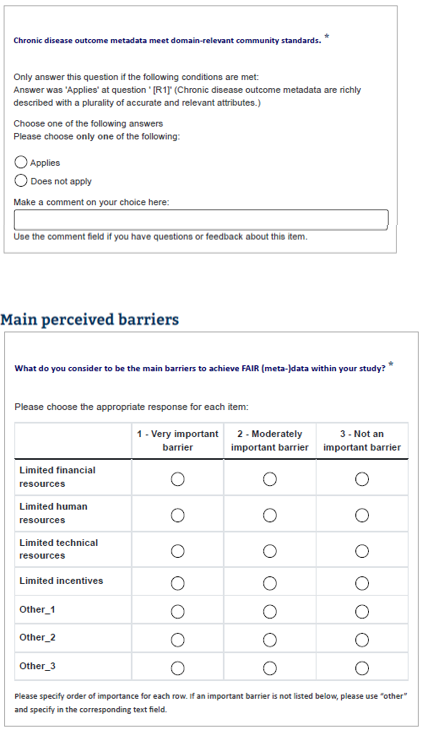 Chronic disease outcome metadata meet domain-relevant community standards. *
Only answer this question if the following conditions are met:
Answer was 'Applies' at question ' [R1]' (Chronic disease outcome metadata are richly
described with a plurality of accurate and relevant attributes.)
Choose one of the following answers
Please choose only one of the following:
Applies
Does not apply
Make a comment on your choice here:
Use the comment field if you have questions or feedback about this item.
Main perceived barriers
What do you consider to be the main barriers to achieve FAIR (meta-)data within your study? *
Please choose the appropriate response for each item:
1 - Very important barrier 2 - Moderately important barrier 3 - Not an important barrier
Limited financial
resources
Limited human
resources
Limited technical
resources
Limited incentives
Other_1
Other_2
Other_3
Please specify order of importance for each row. If an important barrier is not listed below, please use "other"
and specify in the corresponding text field.